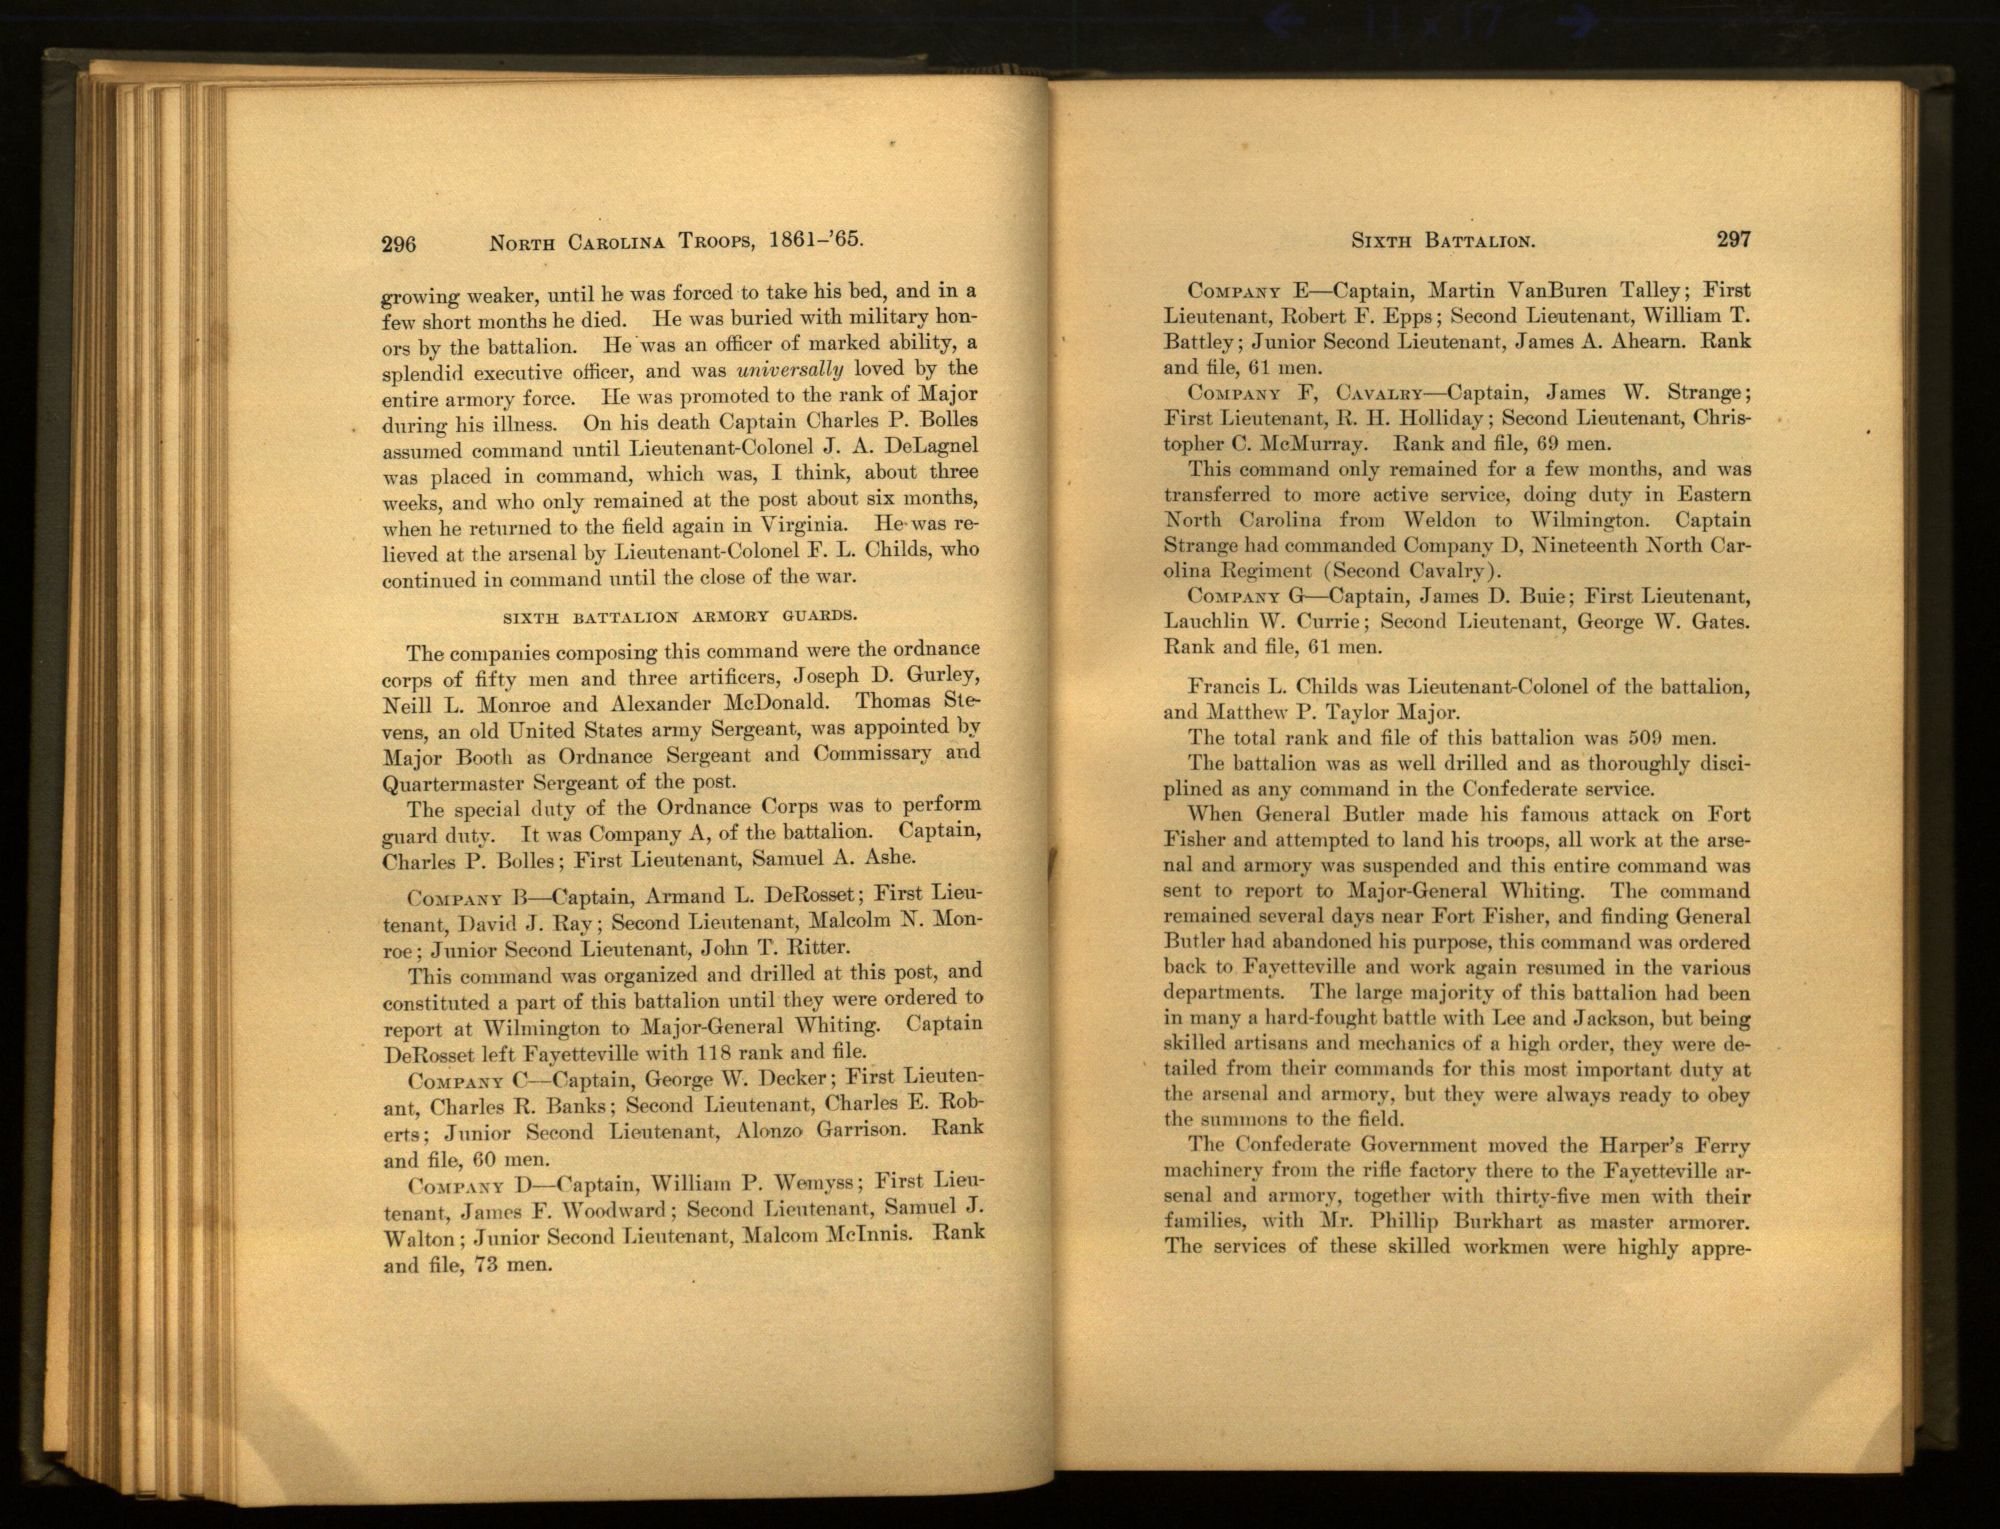 ← 11 x 17 →
296 North Carolina Troops, 1861-'65.
growing weaker, until he was forced to take his bed, and in a
few short months he died. He was buried with military hon-
ors by the battalion. He was an officer of marked ability, a
splendid executive officer, and was universally loved by the
entire armory force. He was promoted to the rank of Major
during his illness. On his death Captain Charles P. Bolles
assumed command until Lieutenant-Colonel J. A. DeLagnel
was placed in command, which was, I think, about three
weeks, and who only remained at the post about six months,
when he returned to the field again in Virginia. He was re-
lieved at the arsenal by Lieutenant-Colonel F. L. Childs, who
continued in command until the close of the war.
SIXTH BATTALION ARMORY GUARDS.
The companies composing this command were the ordnance
corps of fifty men and three artificers, Joseph D. Gurley,
Neill L. Monroe and Alexander McDonald. Thomas Ste-
vens, an old United States army Sergeant, was appointed by
Major Booth as Ordnance Sergeant and Commissary and
Quartermaster Sergeant of the post.
The special duty of the Ordnance Corps was to perform
guard duty. It was Company A, of the battalion. Captain,
Charles P. Bolles; First Lieutenant, Samuel A. Ashe.
Company B—Captain, Armand L. DeRosset; First Lieu-
tenant, David J. Ray; Second Lieutenant, Malcolm N. Mon-
roe; Junior Second Lieutenant, John T. Ritter.
This command was organized and drilled at this post, and
constituted a part of this battalion until they were ordered to
report at Wilmington to Major-General Whiting. Captain
DeRosset left Fayetteville with 118 rank and file.
Company C—Captain, George W. Decker; First Lieuten-
ant, Charles R. Banks; Second Lieutenant, Charles E. Rob-
erts; Junior Second Lieutenant, Alonzo Garrison. Rank
and file, 60 men.
Company D—Captain, William P. Wemyss; First Lieu-
tenant, James F. Woodward; Second Lieutenant, Samuel J.
Walton; Junior Second Lieutenant, Malcom McInnis. Rank
and file, 73 men.
Sixth Battalion. 297
Company E—Captain, Martin VanBuren Talley; First
Lieutenant, Robert F. Epps; Second Lieutenant, William T.
Battley; Junior Second Lieutenant, James A. Ahearn. Rank
and file, 61 men.
Company F, Cavalry—Captain, James W. Strange;
First Lieutenant, R. H. Holliday; Second Lieutenant, Chris-
topher C. McMurray. Rank and file, 69 men.
This command only remained for a few months, and was
transferred to more active service, doing duty in Eastern
North Carolina from Weldon to Wilmington. Captain
Strange had commanded Company D, Nineteenth North Car-
olina Regiment (Second Cavalry).
Company G—Captain, James D. Buie; First Lieutenant,
Lauchlin W. Currie; Second Lieutenant, George W. Gates.
Rank and file, 61 men.
Francis L. Childs was Lieutenant-Colonel of the battalion,
and Matthew P. Taylor Major.
The total rank and file of this battalion was 509 men.
The battalion was as well drilled and as thoroughly disci-
plined as any command in the Confederate service.
When General Butler made his famous attack on Fort
Fisher and attempted to land his troops, all work at the arse-
nal and armory was suspended and this entire command was
sent to report to Major-General Whiting. The command
remained several days near Fort Fisher, and finding General
Butler had abandoned his purpose, this command was ordered
back to Fayetteville and work again resumed in the various
departments. The large majority of this battalion had been
in many a hard-fought battle with Lee and Jackson, but being
skilled artisans and mechanics of a high order, they were de-
tailed from their commands for this most important duty at
the arsenal and armory, but they were always ready to obey
the summons to the field.
The Confederate Government moved the Harper's Ferry
machinery from the rifle factory there to the Fayetteville ar-
senal and armory, together with thirty-five men with their
families, with Mr. Phillip Burkhart as master armorer.
The services of these skilled workmen were highly appre-